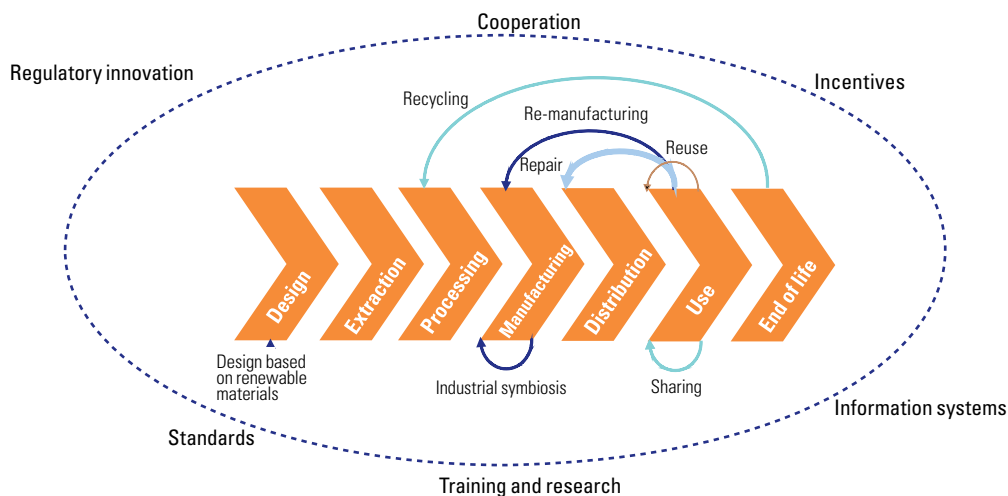 Cooperation
Regulatory innovation
Incentives
Recycling
Re-manufacturing
Repair
Reuse
Design
Extraction
Processing
Manufacturing
Distribution
Use
End of life
Design based
on renewable
materials
Industrial symbiosis
Sharing
Information systems
Standards
Training and research